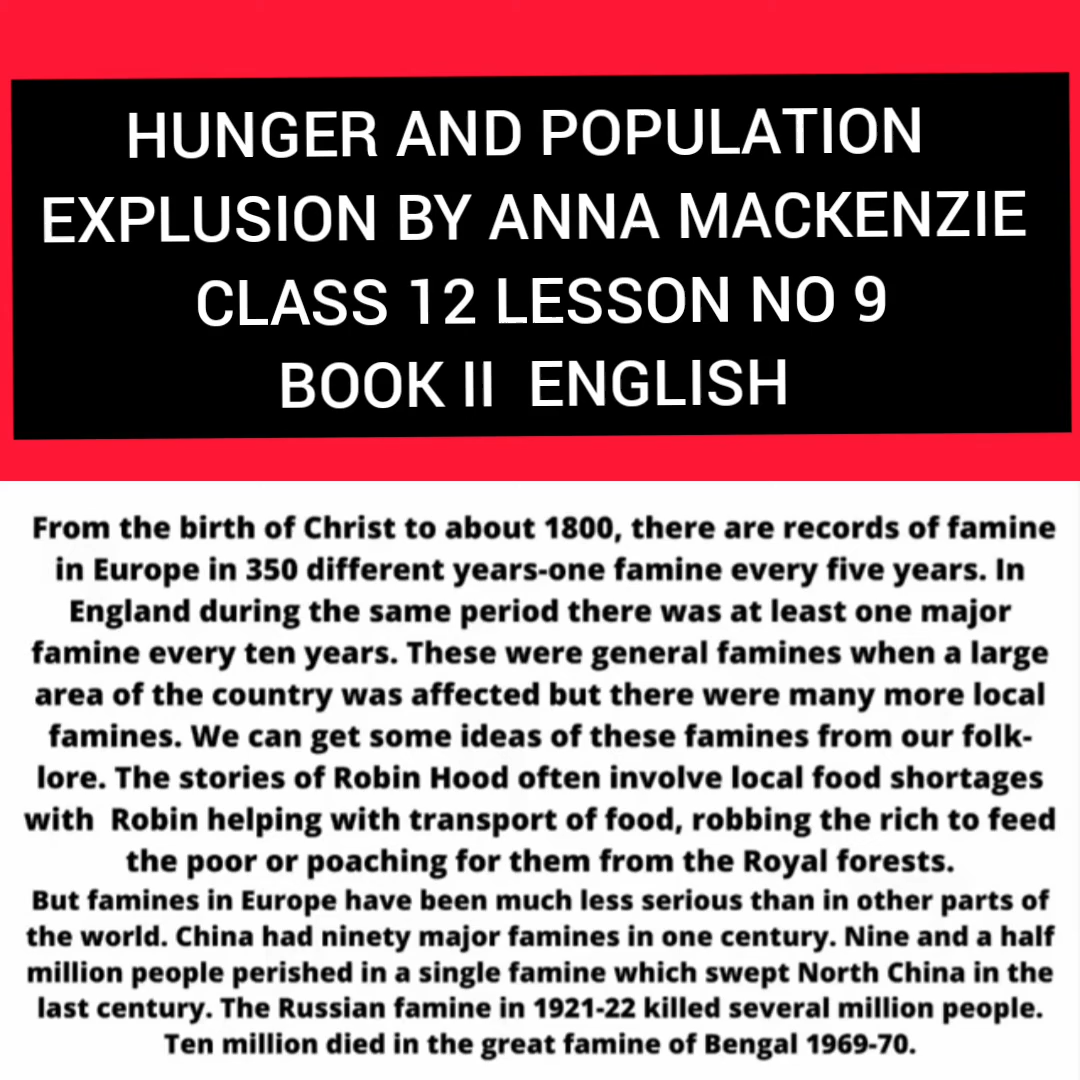 HUNGER AND POPULATION
EXPLUSION BY ANNA MACKENZIE
CLASS 12 LESSON NO 9
BOOK II ENGLISH
From the birth of Christ to about 1800, there are records of famine
in Europe in 350 different years-one famine every five years. In
England during the same period there was at least one major
famine every ten years. These were general famines when a large
area of the country was affected but there were many more local
famines. We can get some ideas of these famines from our folk-
lore. The stories of Robin Hood often involve local food shortages
with Robin helping with transport of food, robbing the rich to feed
the poor or poaching for them from the Royal forests.
But famines in Europe have been much less serious than in other parts of
the world. China had ninety major famines in one century. Nine and a half
million people perished in a single famine which swept North China in the
last century. The Russian famine in 1921-22 killed several million people.
Ten million died in the great famine of Bengal 1969-70.